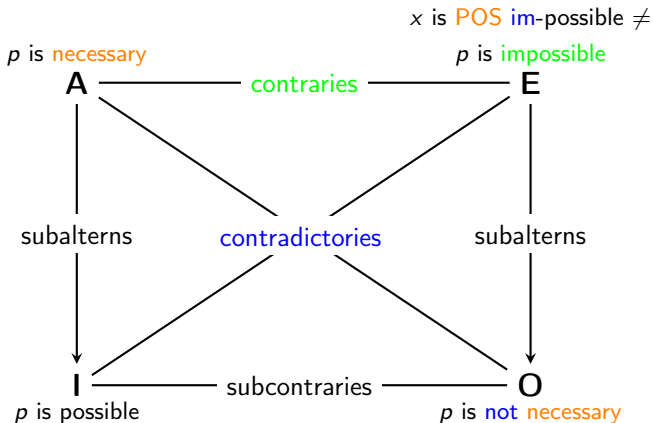 x is POS im-possible ≠
p is necessary
p is impossible
A
contraries
E
subalterns
contradictories
subalterns
I
subcontraries
O
p is possible
p is not necessary